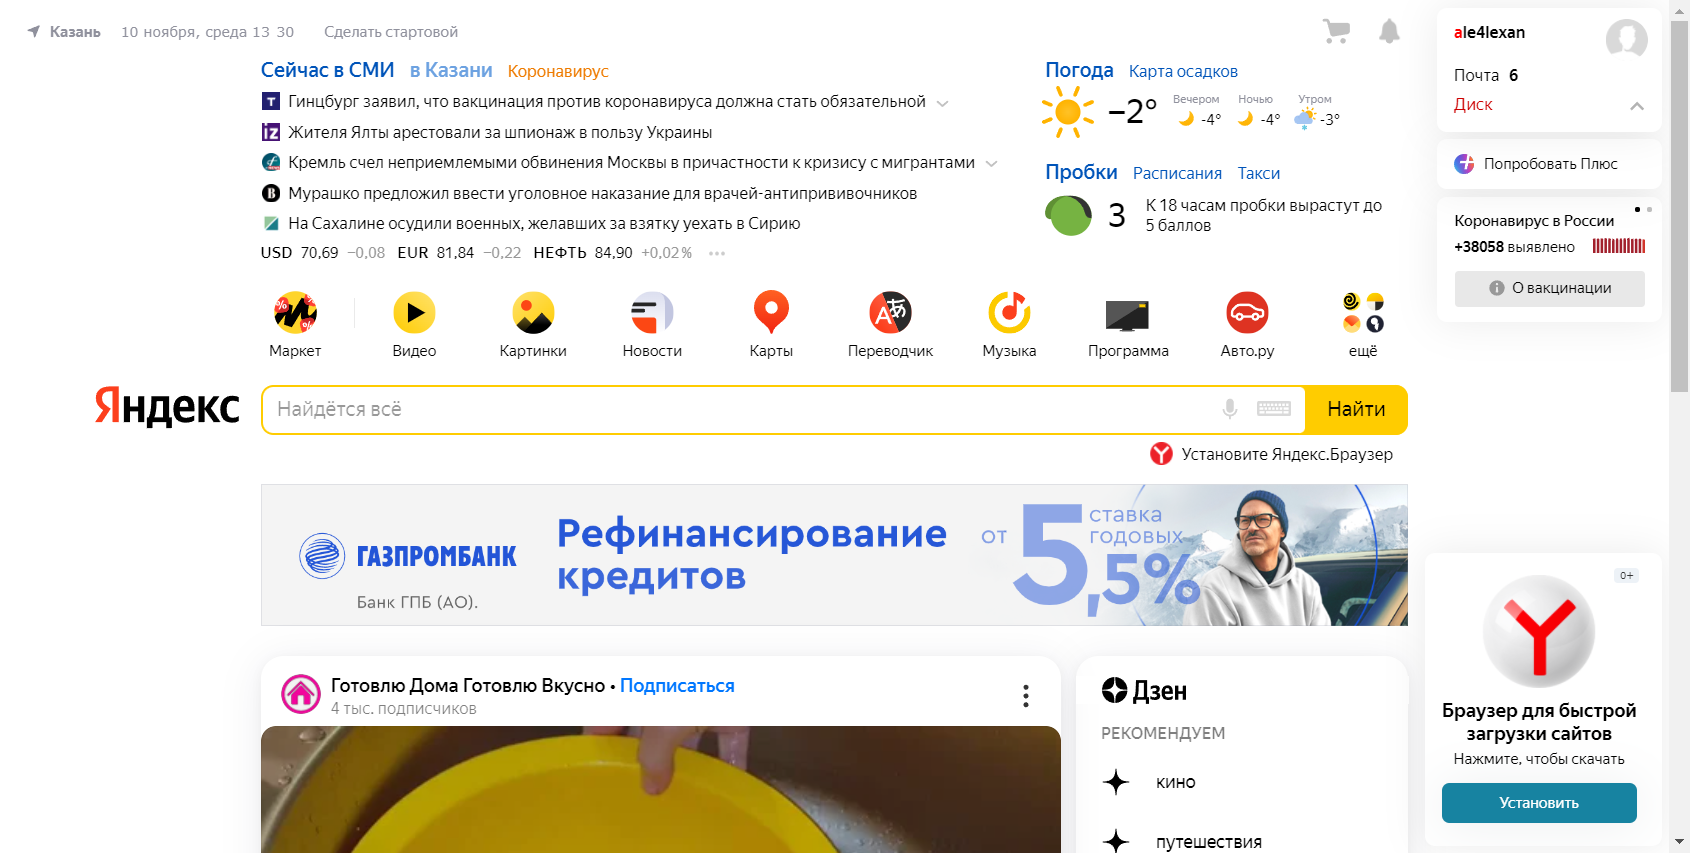 Казань 10 ноября, среда 13 30 Сделать стартовой
Сейчас в СМИ в Казани Коронавирус
Гинцбург заявил, что вакцинация против коронавируса должна стать обязательной
Жителя Ялты арестовали за шпионаж в пользу Украины
Кремль счел неприемлемыми обвинения Москвы в причастности к кризису с мигрантами
Мурашко предложил ввести уголовное наказание для врачей-антипрививочников
На Сахалине осудили военных, желавших за взятку уехать в Сирию
USD 70,69 −0,08 EUR 81,84 −0,22 НЕФТЬ 84,90 +0,02% •••
Погода Карта осадков
−2° Вечером -4° Ночью -4° Утром -3°
Пробки Расписания Такси
3 К 18 часам пробки вырастут до
5 баллов
ale4lexan
Почта 6
Диск
Попробовать Плюс
Коронавирус в России
+38058 выявлено
О вакцинации
Маркет Видео Картинки Новости Карты Переводчик Музыка Программа Авто.ру ещё
Яндекс Найдётся всё Найти
Установите Яндекс.Браузер
ГАЗПРОМБАНК
Банк ГПБ (АО).
Рефинансирование
кредитов
от 5,5% ставка
годовых
Готовлю Дома Готовлю Вкусно • Подписаться
4 тыс. подписчиков
Дзен
РЕКОМЕНДУЕМ
кино
путешествия
0+
Браузер для быстрой
загрузки сайтов
Нажмите, чтобы скачать
Установить